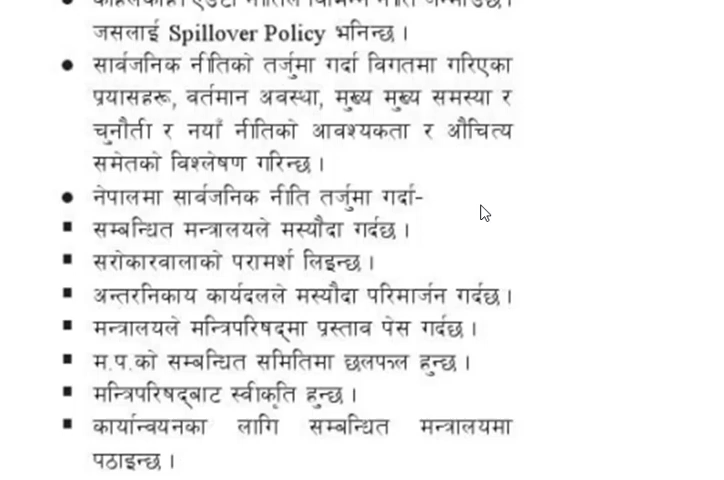 जसलाई Spillover Policy भनिन्छ ।
● सार्वजनिक नीतिको तर्जुमा गर्दा विगतमा गरिएका
प्रयासहरू, वर्तमान अवस्था, मुख्य मुख्य समस्या र
चुनौती र नयाँ नीतिको आवश्यकता र औचित्य
समेतको विश्लेषण गरिन्छ ।
● नेपालमा सार्वजनिक नीति तर्जुमा गर्दा-
▪ सम्बन्धित मन्त्रालयले मस्यौदा गर्दछ ।
▪ सरोकारवालाको परामर्श लिइन्छ ।
▪ अन्तरनिकाय कार्यदलले मस्यौदा परिमार्जन गर्दछ ।
▪ मन्त्रालयले मन्त्रिपरिषद्‌मा प्रस्ताव पेस गर्दछ ।
▪ म.प.को सम्बन्धित समितिमा छलफल हुन्छ ।
▪ मन्त्रिपरिषद्‌बाट स्वीकृति हुन्छ ।
▪ कार्यान्वयनका लागि सम्बन्धित मन्त्रालयमा
पठाइन्छ ।